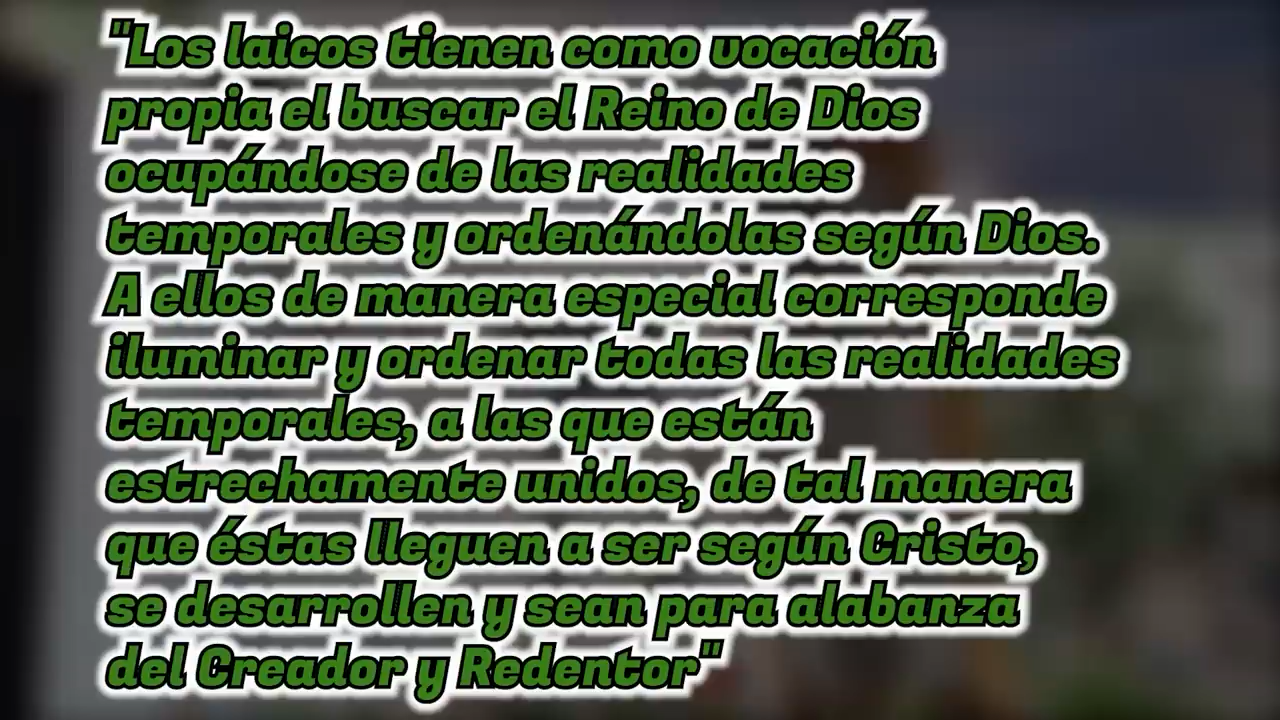 "Los laicos tienen como vocación
propia el buscar el Reino de Dios
ocupándose de las realidades
temporales y ordenándolas según Dios.
A ellos de manera especial corresponde
iluminar y ordenar todas las realidades
temporales, a las que están
estrechamente unidos, de tal manera
que éstas lleguen a ser según Cristo,
se desarrollen y sean para alabanza
del Creador y Redentor"